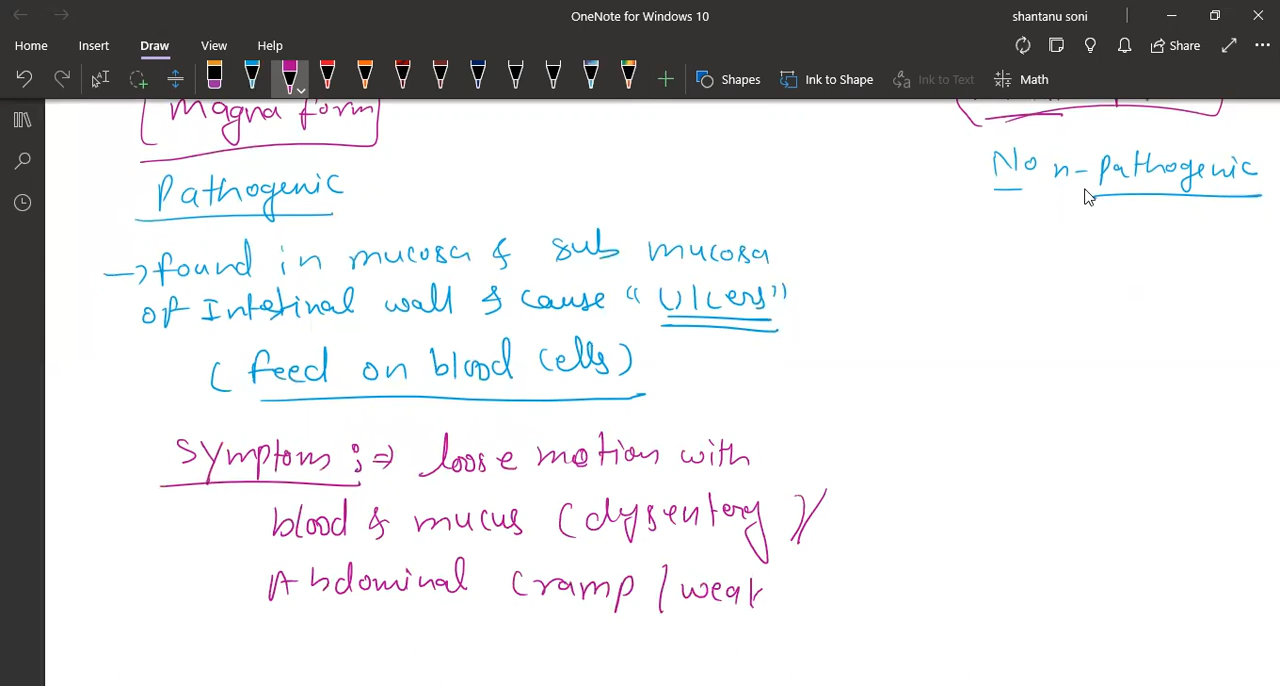 OneNote for Windows 10
shantanu soni
Home Insert Draw View Help
Share
Shapes Ink to Shape Ink to Text Math
Magna form
Pathogenic
Non-pathogenic
→ found in mucosa & sub mucosa
of Intestinal wall & cause "Ulcers"
(feed on blood cells)
Symptoms :⇒ loose motion with
blood & mucus (dysentery)/
Abdominal cramp / weak